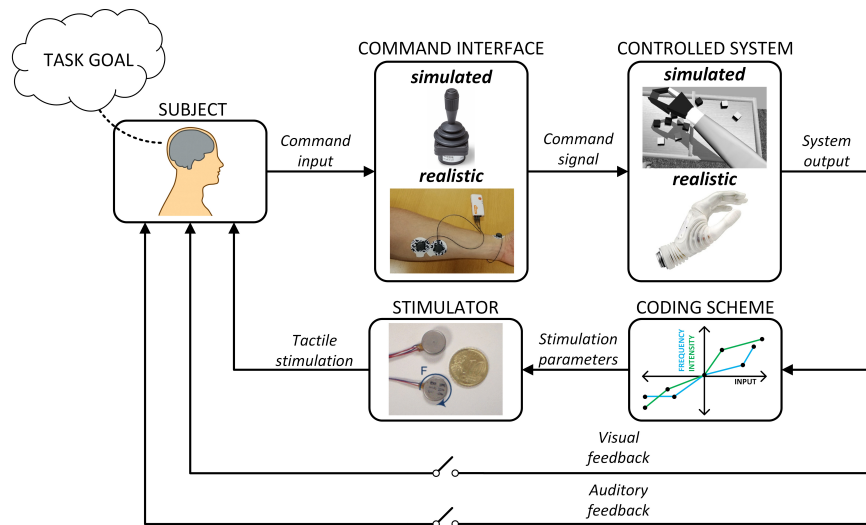 TASK GOAL
SUBJECT
COMMAND INTERFACE
simulated
realistic
CONTROLLED SYSTEM
simulated
realistic
Command
input
Command
signal
System
output
STIMULATOR
F
CODING SCHEME
FREQUENCY
INTENSITY
INPUT
Tactile
stimulation
Stimulation
parameters
Visual
feedback
Auditory
feedback